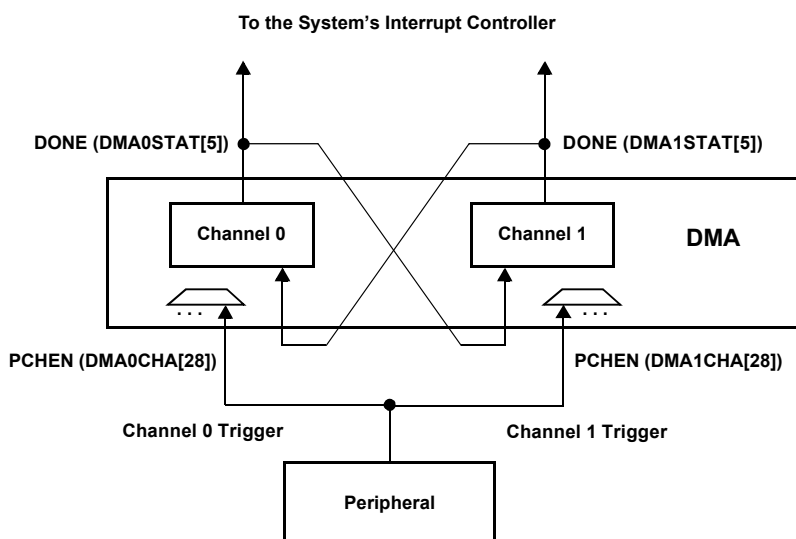 To the System’s Interrupt Controller
DONE (DMA0STAT[5])
DONE (DMA1STAT[5])
Channel 0
Channel 1
DMA
. . .
. . .
PCHEN (DMA0CHA[28])
PCHEN (DMA1CHA[28])
Channel 0 Trigger
Channel 1 Trigger
Peripheral